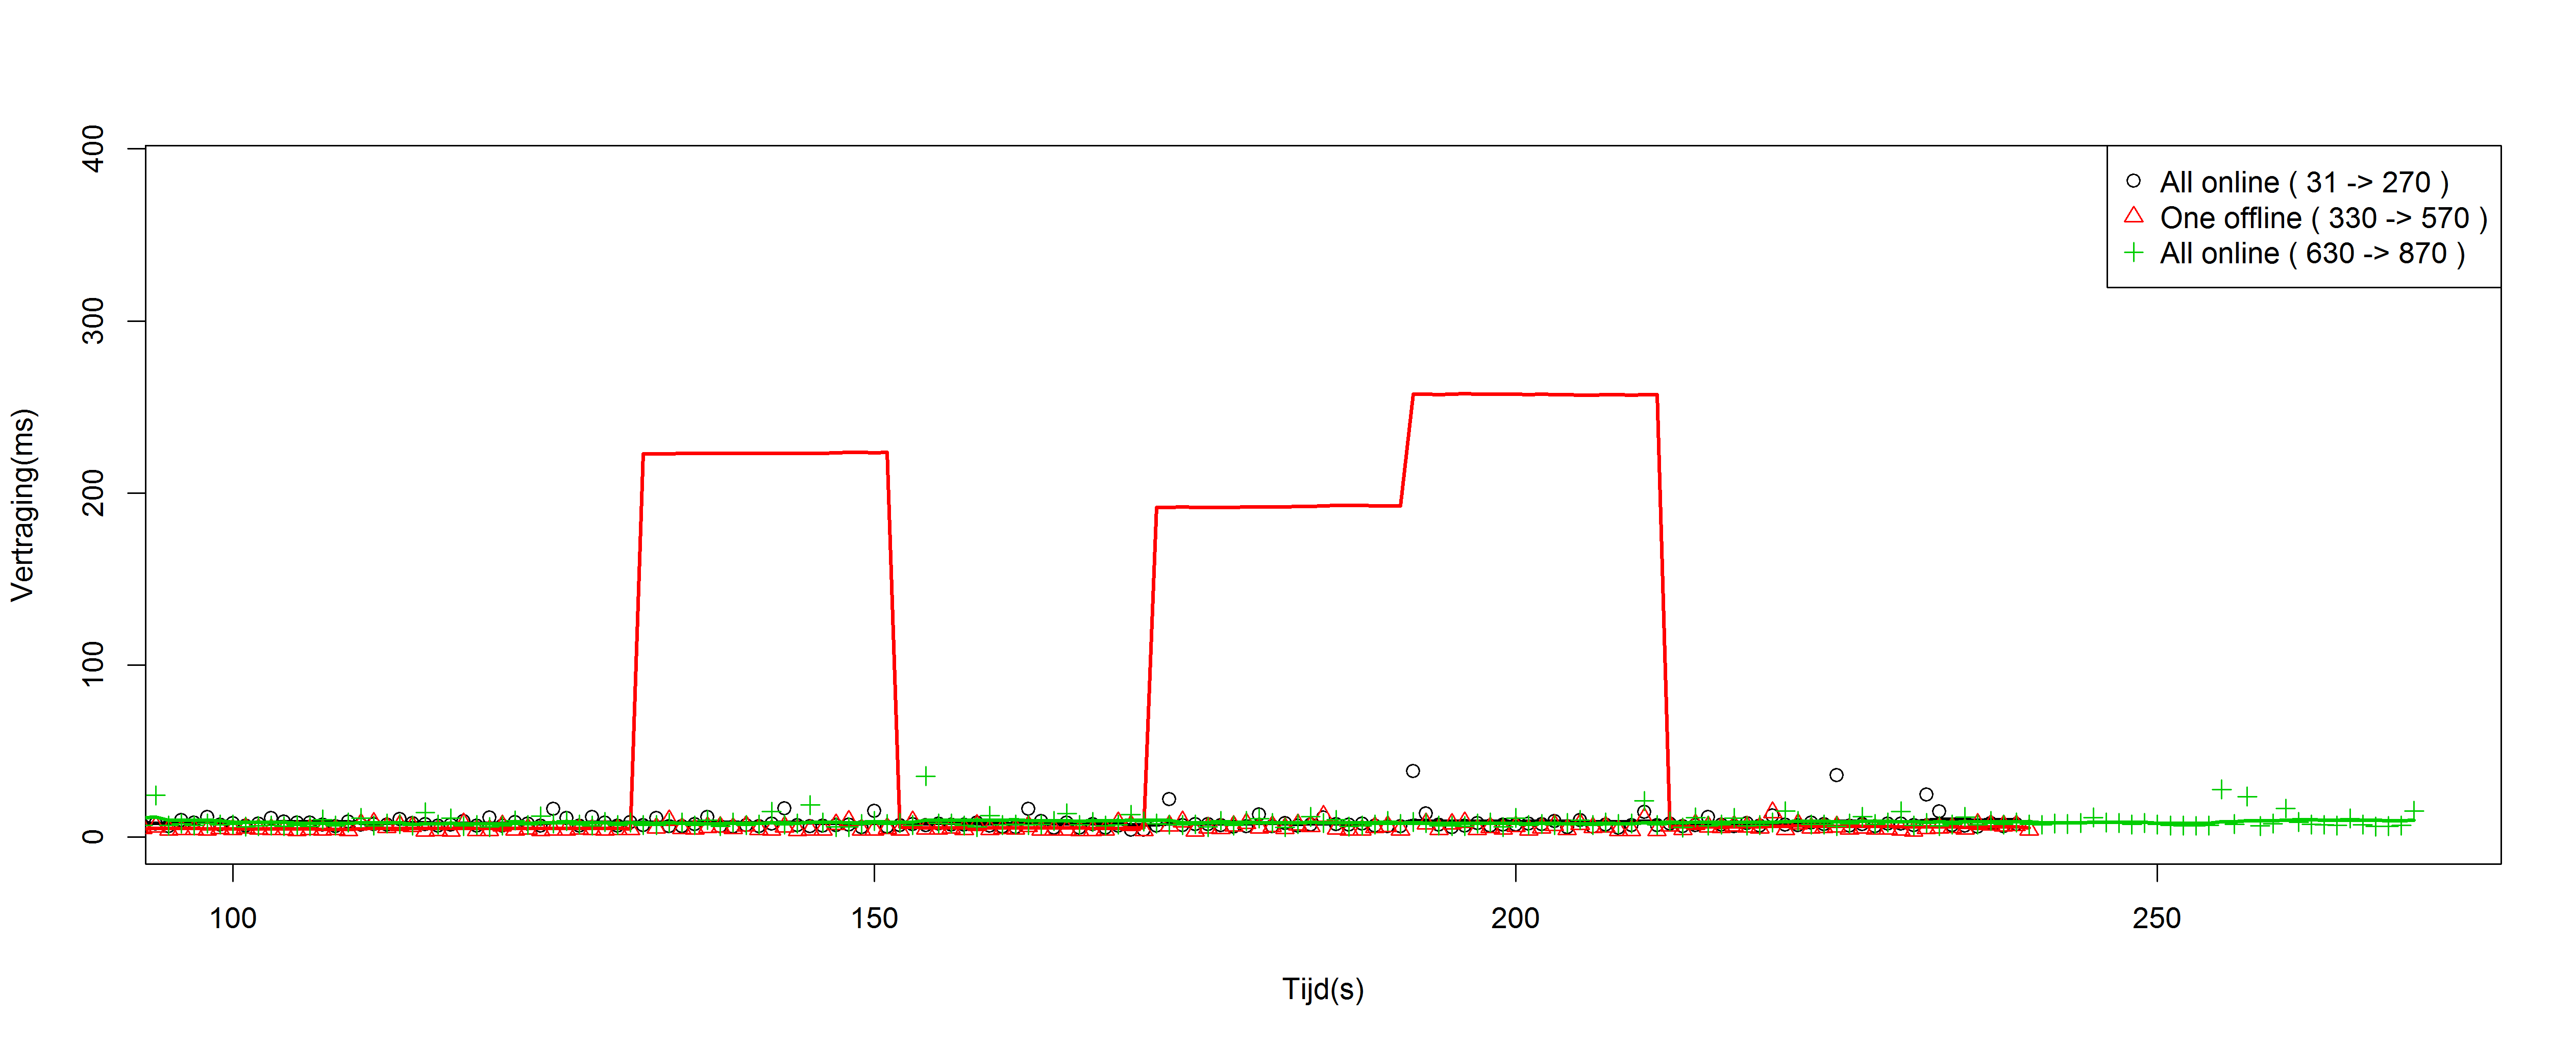 400
300
200
100
0
Vertraging(ms)
All online ( 31 -> 270 )
One offline ( 330 -> 570 )
All online ( 630 -> 870 )
100 150 200 250
Tijd(s)